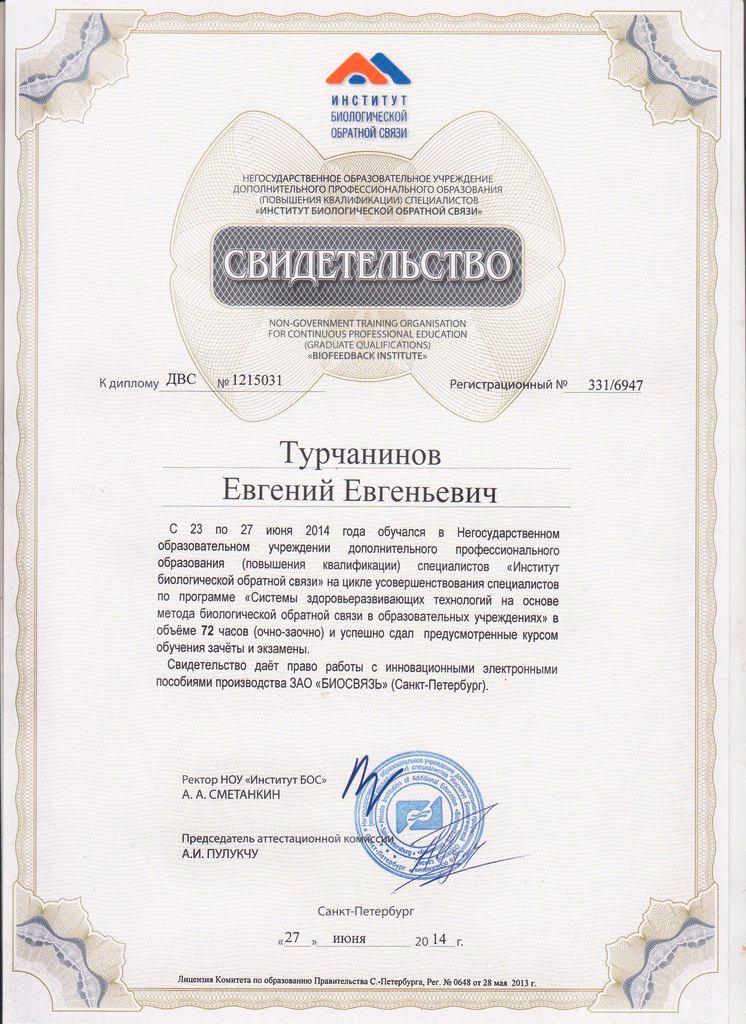 ИНСТИТУТ
БИОЛОГИЧЕСКОЙ
ОБРАТНОЙ СВЯЗИ
НЕГОСУДАРСТВЕННОЕ ОБРАЗОВАТЕЛЬНОЕ УЧРЕЖДЕНИЕ
ДОПОЛНИТЕЛЬНОГО ПРОФЕССИОНАЛЬНОГО ОБРАЗОВАНИЯ
(ПОВЫШЕНИЯ КВАЛИФИКАЦИИ) СПЕЦИАЛИСТОВ
«ИНСТИТУТ БИОЛОГИЧЕСКОЙ ОБРАТНОЙ СВЯЗИ»
СВИДЕТЕЛЬСТВО
NON-GOVERNMENT TRAINING ORGANISATION
FOR CONTINUOUS PROFESSIONAL EDUCATION
(GRADUATE QUALIFICATIONS)
«BIOFEEDBACK INSTITUTE»
К диплому ДВС № 1215031 Регистрационный № 331/6947
Турчанинов
Евгений Евгеньевич
С 23 по 27 июня 2014 года обучался в Негосударственном
образовательном учреждении дополнительного профессионального
образования (повышения квалификации) специалистов «Институт
биологической обратной связи» на цикле усовершенствования специалистов
по программе «Системы здоровьеразвивающих технологий на основе
метода биологической обратной связи в образовательных учреждениях» в
объёме 72 часов (очно-заочно) и успешно сдал предусмотренные курсом
обучения зачёты и экзамены.
Свидетельство даёт право работы с инновационными электронными
пособиями производства ЗАО «БИОСВЯЗЬ» (Санкт-Петербург).
Ректор НОУ «Институт БОС»
А. А. СМЕТАНКИН
Председатель аттестационной комиссии
А.И. ПУЛУКЧУ
Санкт-Петербург
«27» июня 2014 г.
Лицензия Комитета по образованию Правительства С.-Петербурга, Рег. № 0648 от 28 мая 2013 г.